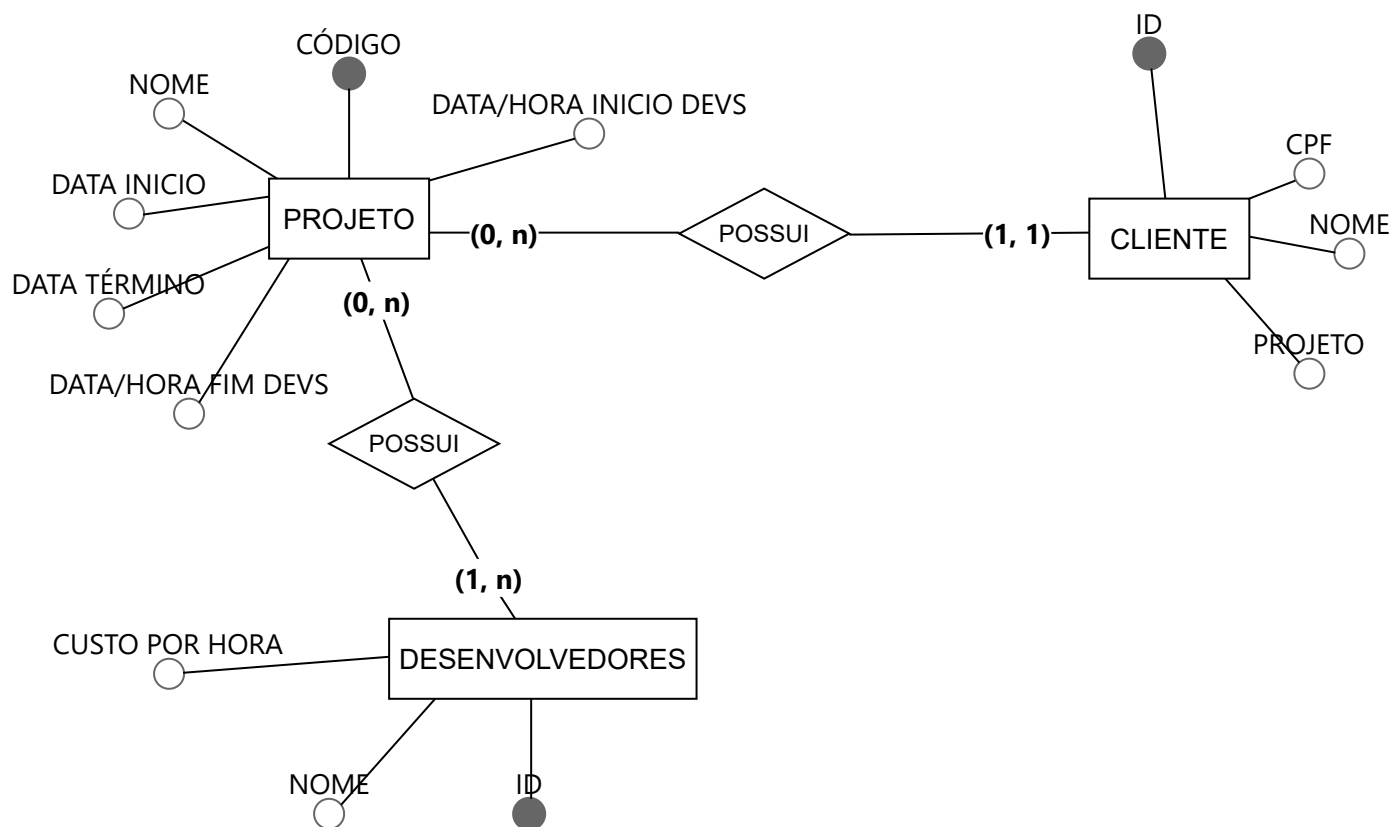 ID
CÓDIGO
NOME
DATA/HORA INICIO DEVS
CPF
DATA INICIO
PROJETO
(0, n)
POSSUI
(1, 1)
CLIENTE
NOME
DATA TÉRMINO
(0, n)
PROJETO
DATA/HORA FIM DEVS
POSSUI
(1, n)
CUSTO POR HORA
DESENVOLVEDORES
NOME
ID